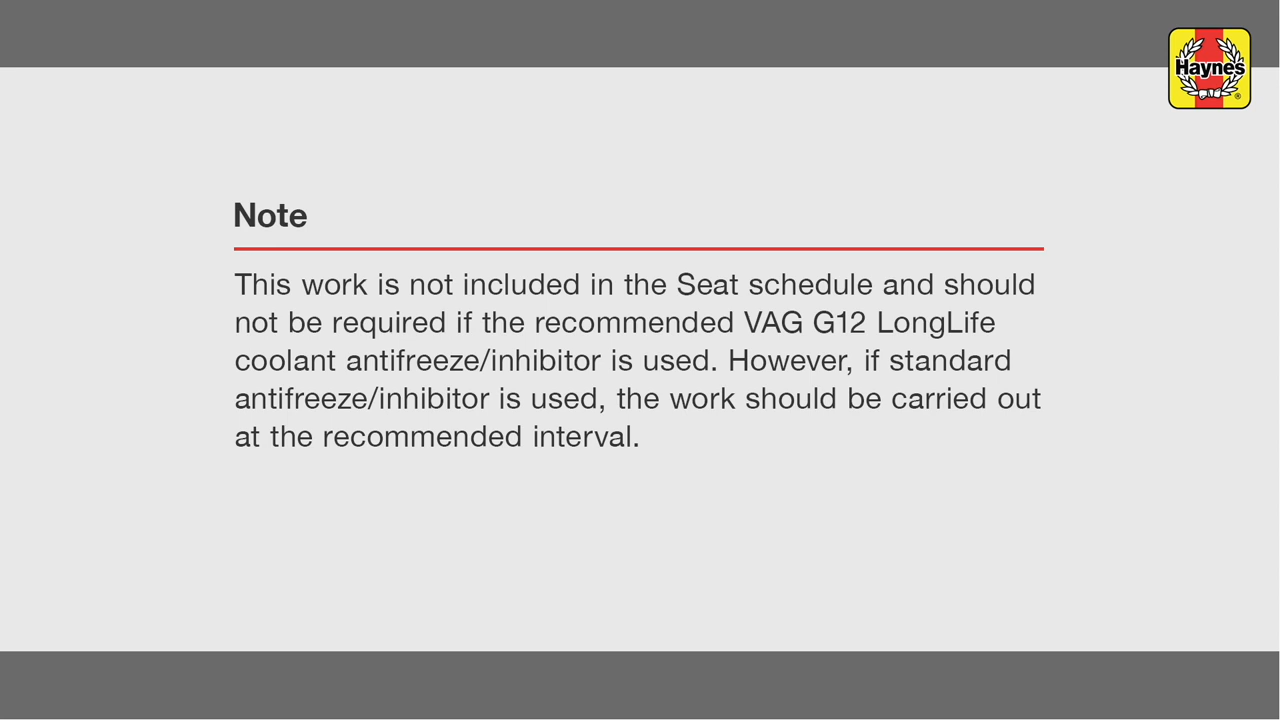 Haynes
®
Note
This work is not included in the Seat schedule and should
not be required if the recommended VAG G12 LongLife
coolant antifreeze/inhibitor is used. However, if standard
antifreeze/inhibitor is used, the work should be carried out
at the recommended interval.